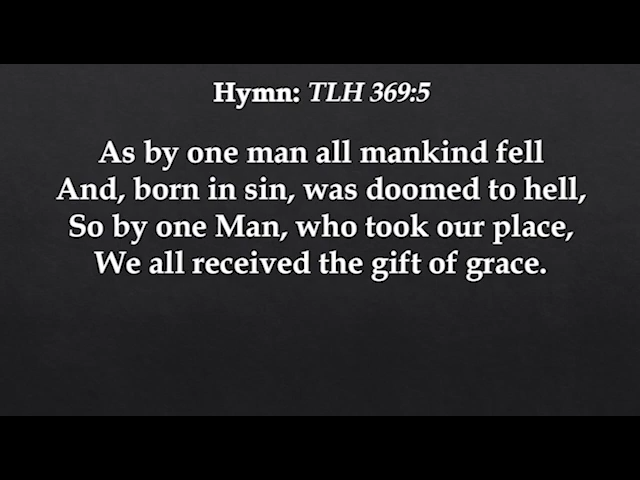 Hymn: TLH 369:5
As by one man all mankind fell
And, born in sin, was doomed to hell,
So by one Man, who took our place,
We all received the gift of grace.